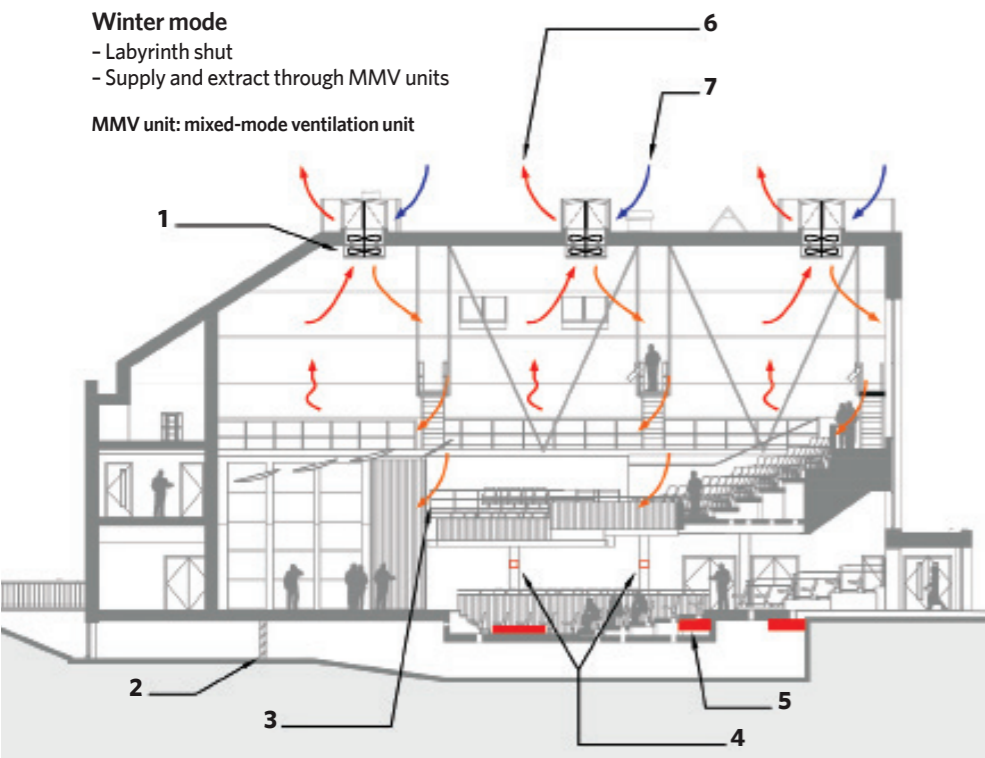 Winter mode
– Labyrinth shut
– Supply and extract through MMV units
MMV unit: mixed-mode ventilation unit
6
7
1
2
3
5
4